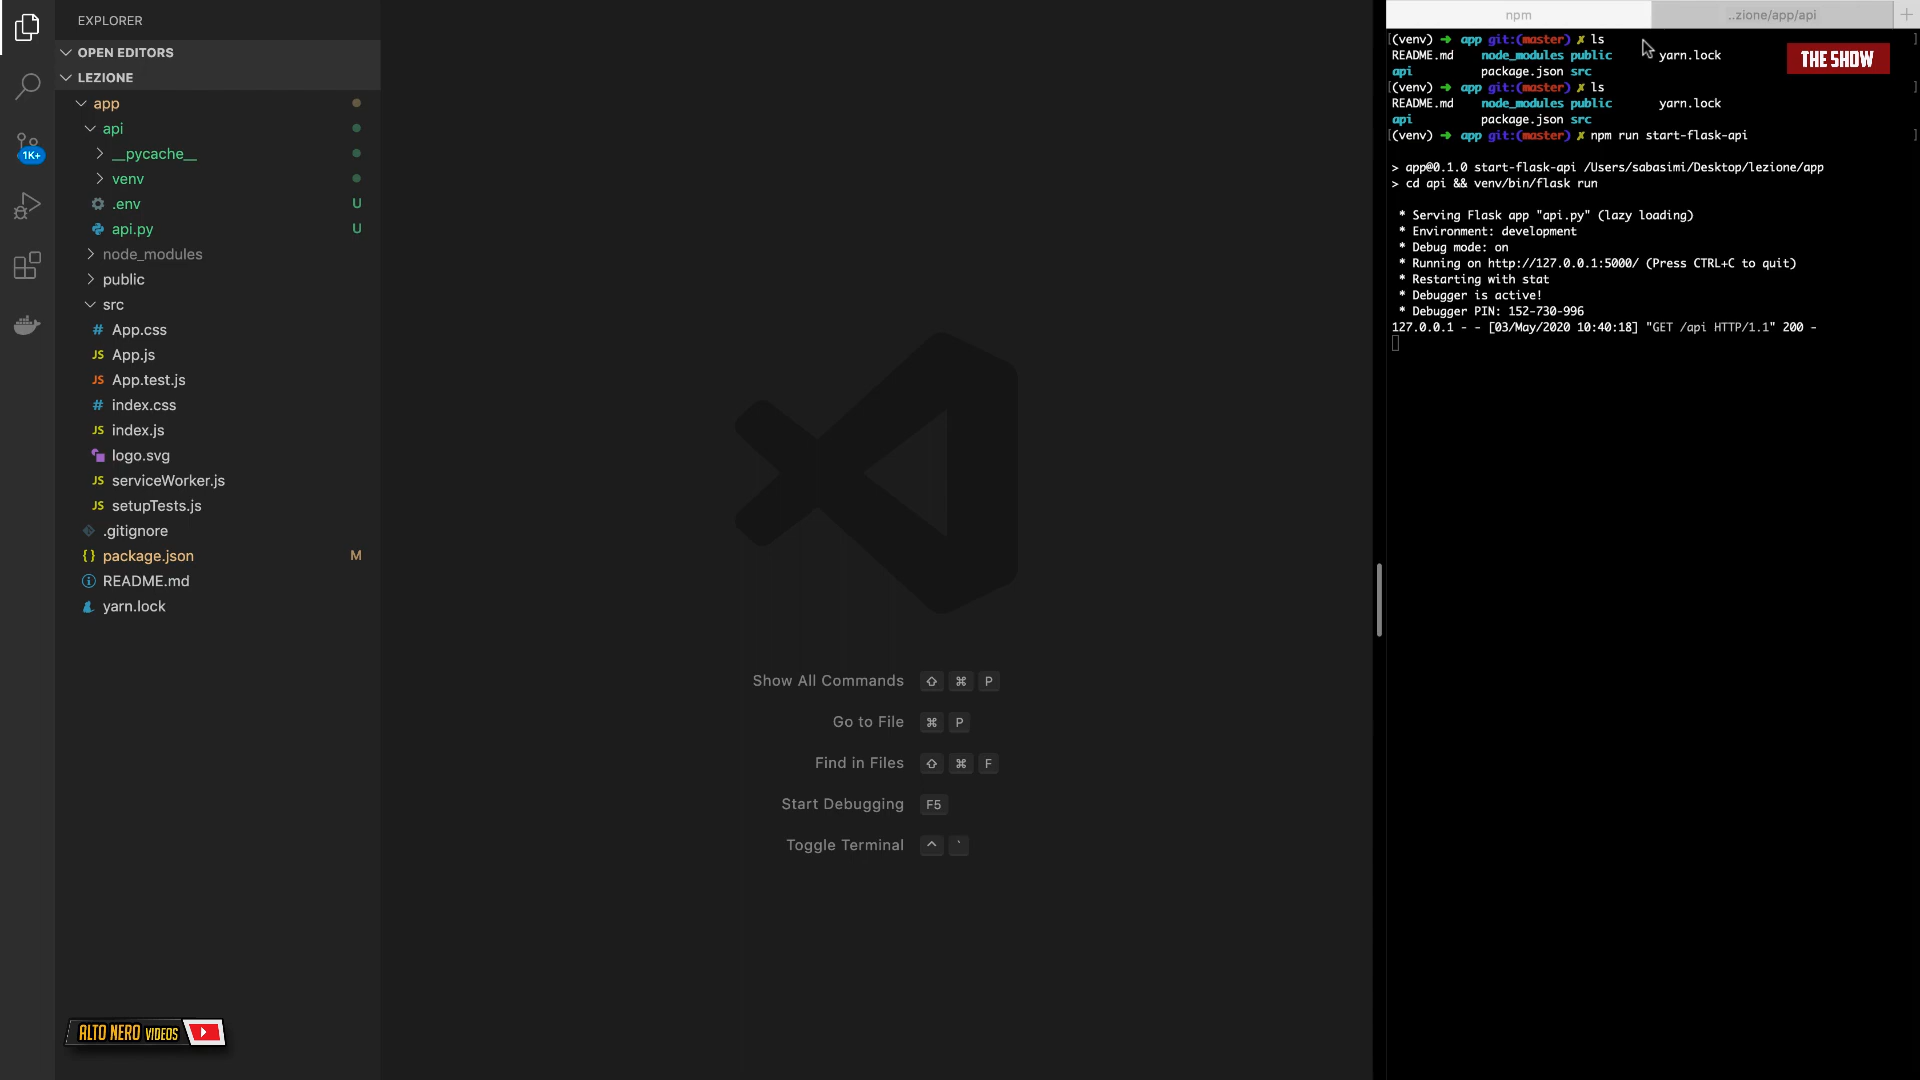 EXPLORER
OPEN EDITORS
LEZIONE
app
api
__pycache__
venv
.env U
api.py U
node_modules
public
src
# App.css
JS App.js
JS App.test.js
# index.css
JS index.js
logo.svg
JS serviceWorker.js
JS setupTests.js
.gitignore
{} package.json M
README.md
yarn.lock
1K+
ALTO NERO VIDEOS
Show All Commands ⇧ ⌘ P
Go to File ⌘ P
Find in Files ⇧ ⌘ F
Start Debugging F5
Toggle Terminal ^ `
npm
..zione/app/api
+
THE SHOW
[(venv) ➜ app git:(master) ✗ ls ]
README.md node_modules public yarn.lock
api package.json src
[(venv) ➜ app git:(master) ✗ ls ]
README.md node_modules public yarn.lock
api package.json src
[(venv) ➜ app git:(master) ✗ npm run start-flask-api ]
> app@0.1.0 start-flask-api /Users/sabasimi/Desktop/lezione/app
> cd api && venv/bin/flask run
* Serving Flask app "api.py" (lazy loading)
* Environment: development
* Debug mode: on
* Running on http://127.0.0.1:5000/ (Press CTRL+C to quit)
* Restarting with stat
* Debugger is active!
* Debugger PIN: 152-730-996
127.0.0.1 - - [03/May/2020 10:40:18] "GET /api HTTP/1.1" 200 -